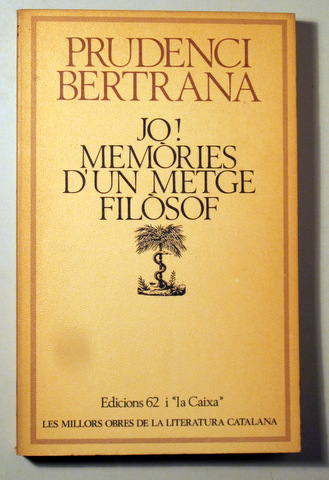 PRUDENCI
BERTRANA
JO!
MEMÒRIES
D'UN METGE
FILÒSOF
Edicions 62 i "la Caixa"
LES MILLORS OBRES DE LA LITERATURA CATALANA